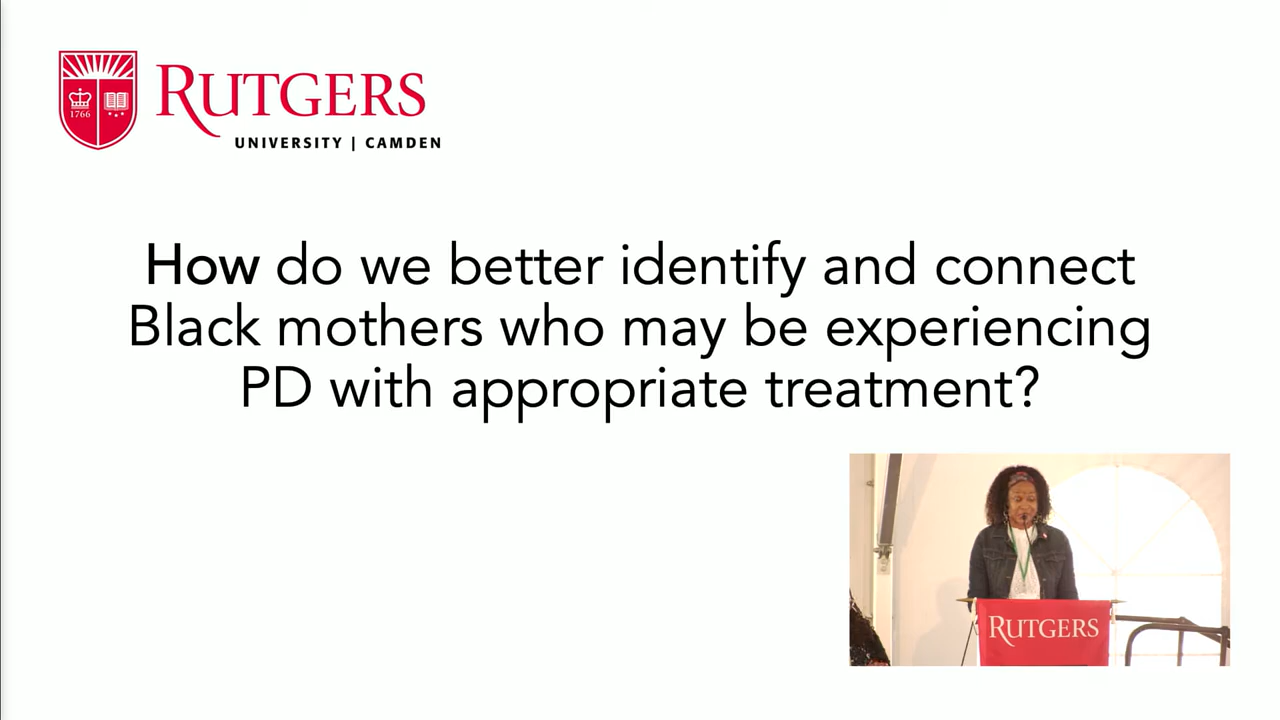 1766
RUTGERS
UNIVERSITY | CAMDEN
How do we better identify and connect
Black mothers who may be experiencing
PD with appropriate treatment?
RUTGERS